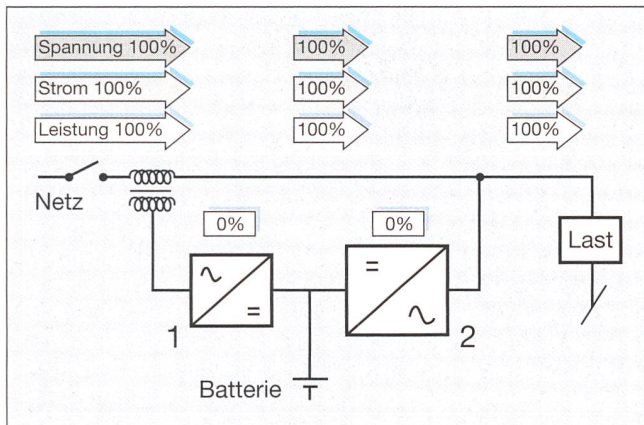 Spannung 100% 100% 100%
Strom 100% 100% 100%
Leistung 100% 100% 100%
Netz
0% 0%
Last
~ = = ~
1 2
Batterie